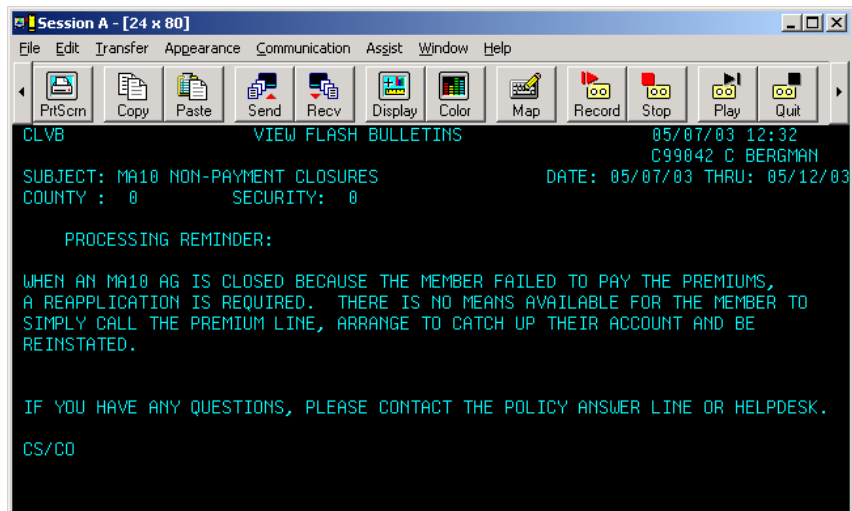 Session A - [24 x 80]
File Edit Transfer Appearance Communication Assist Window Help
PrtScrn Copy Paste Send Recv Display Color Map Record Stop Play Quit
CLVB VIEW FLASH BULLETINS 05/07/03 12:32
C99042 C BERGMAN
SUBJECT: MA10 NON-PAYMENT CLOSURES DATE: 05/07/03 THRU: 05/12/03
COUNTY : 0 SECURITY: 0
PROCESSING REMINDER:
WHEN AN MA10 AG IS CLOSED BECAUSE THE MEMBER FAILED TO PAY THE PREMIUMS,
A REAPPLICATION IS REQUIRED. THERE IS NO MEANS AVAILABLE FOR THE MEMBER TO
SIMPLY CALL THE PREMIUM LINE, ARRANGE TO CATCH UP THEIR ACCOUNT AND BE
REINSTATED.
IF YOU HAVE ANY QUESTIONS, PLEASE CONTACT THE POLICY ANSWER LINE OR HELPDESK.
CS/CO